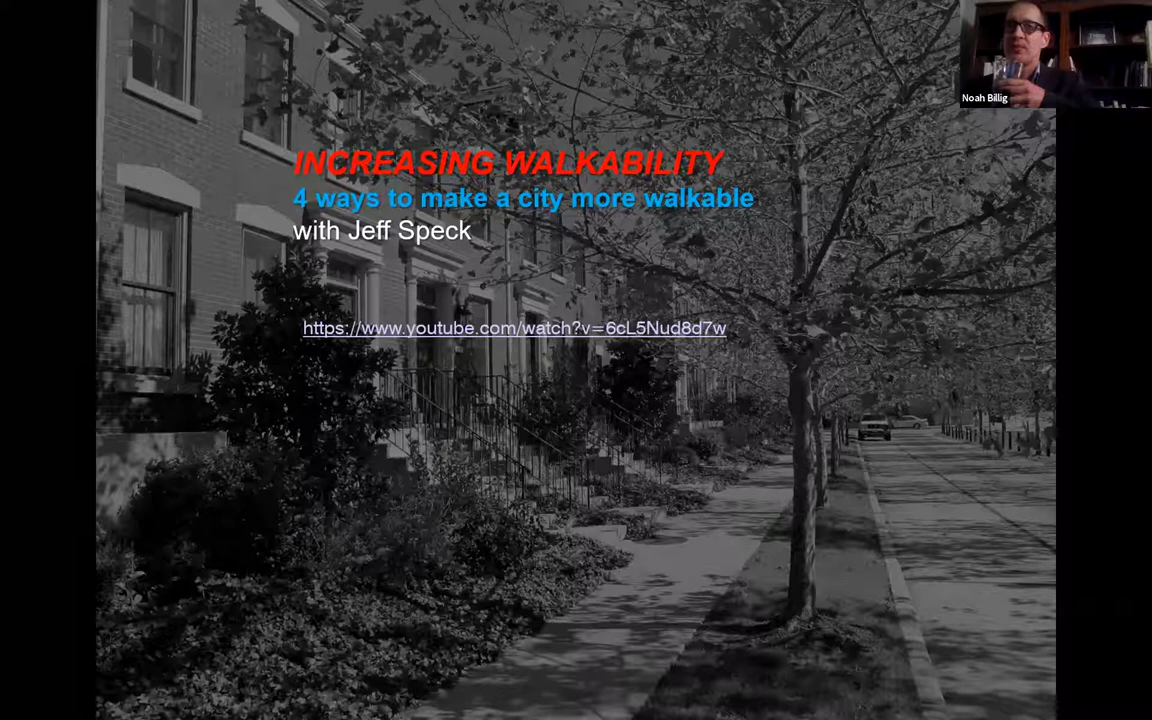 INCREASING WALKABILITY
4 ways to make a city more walkable
with Jeff Speck
https://www.youtube.com/watch?v=6cL5Nud8d7w
Noah Billig